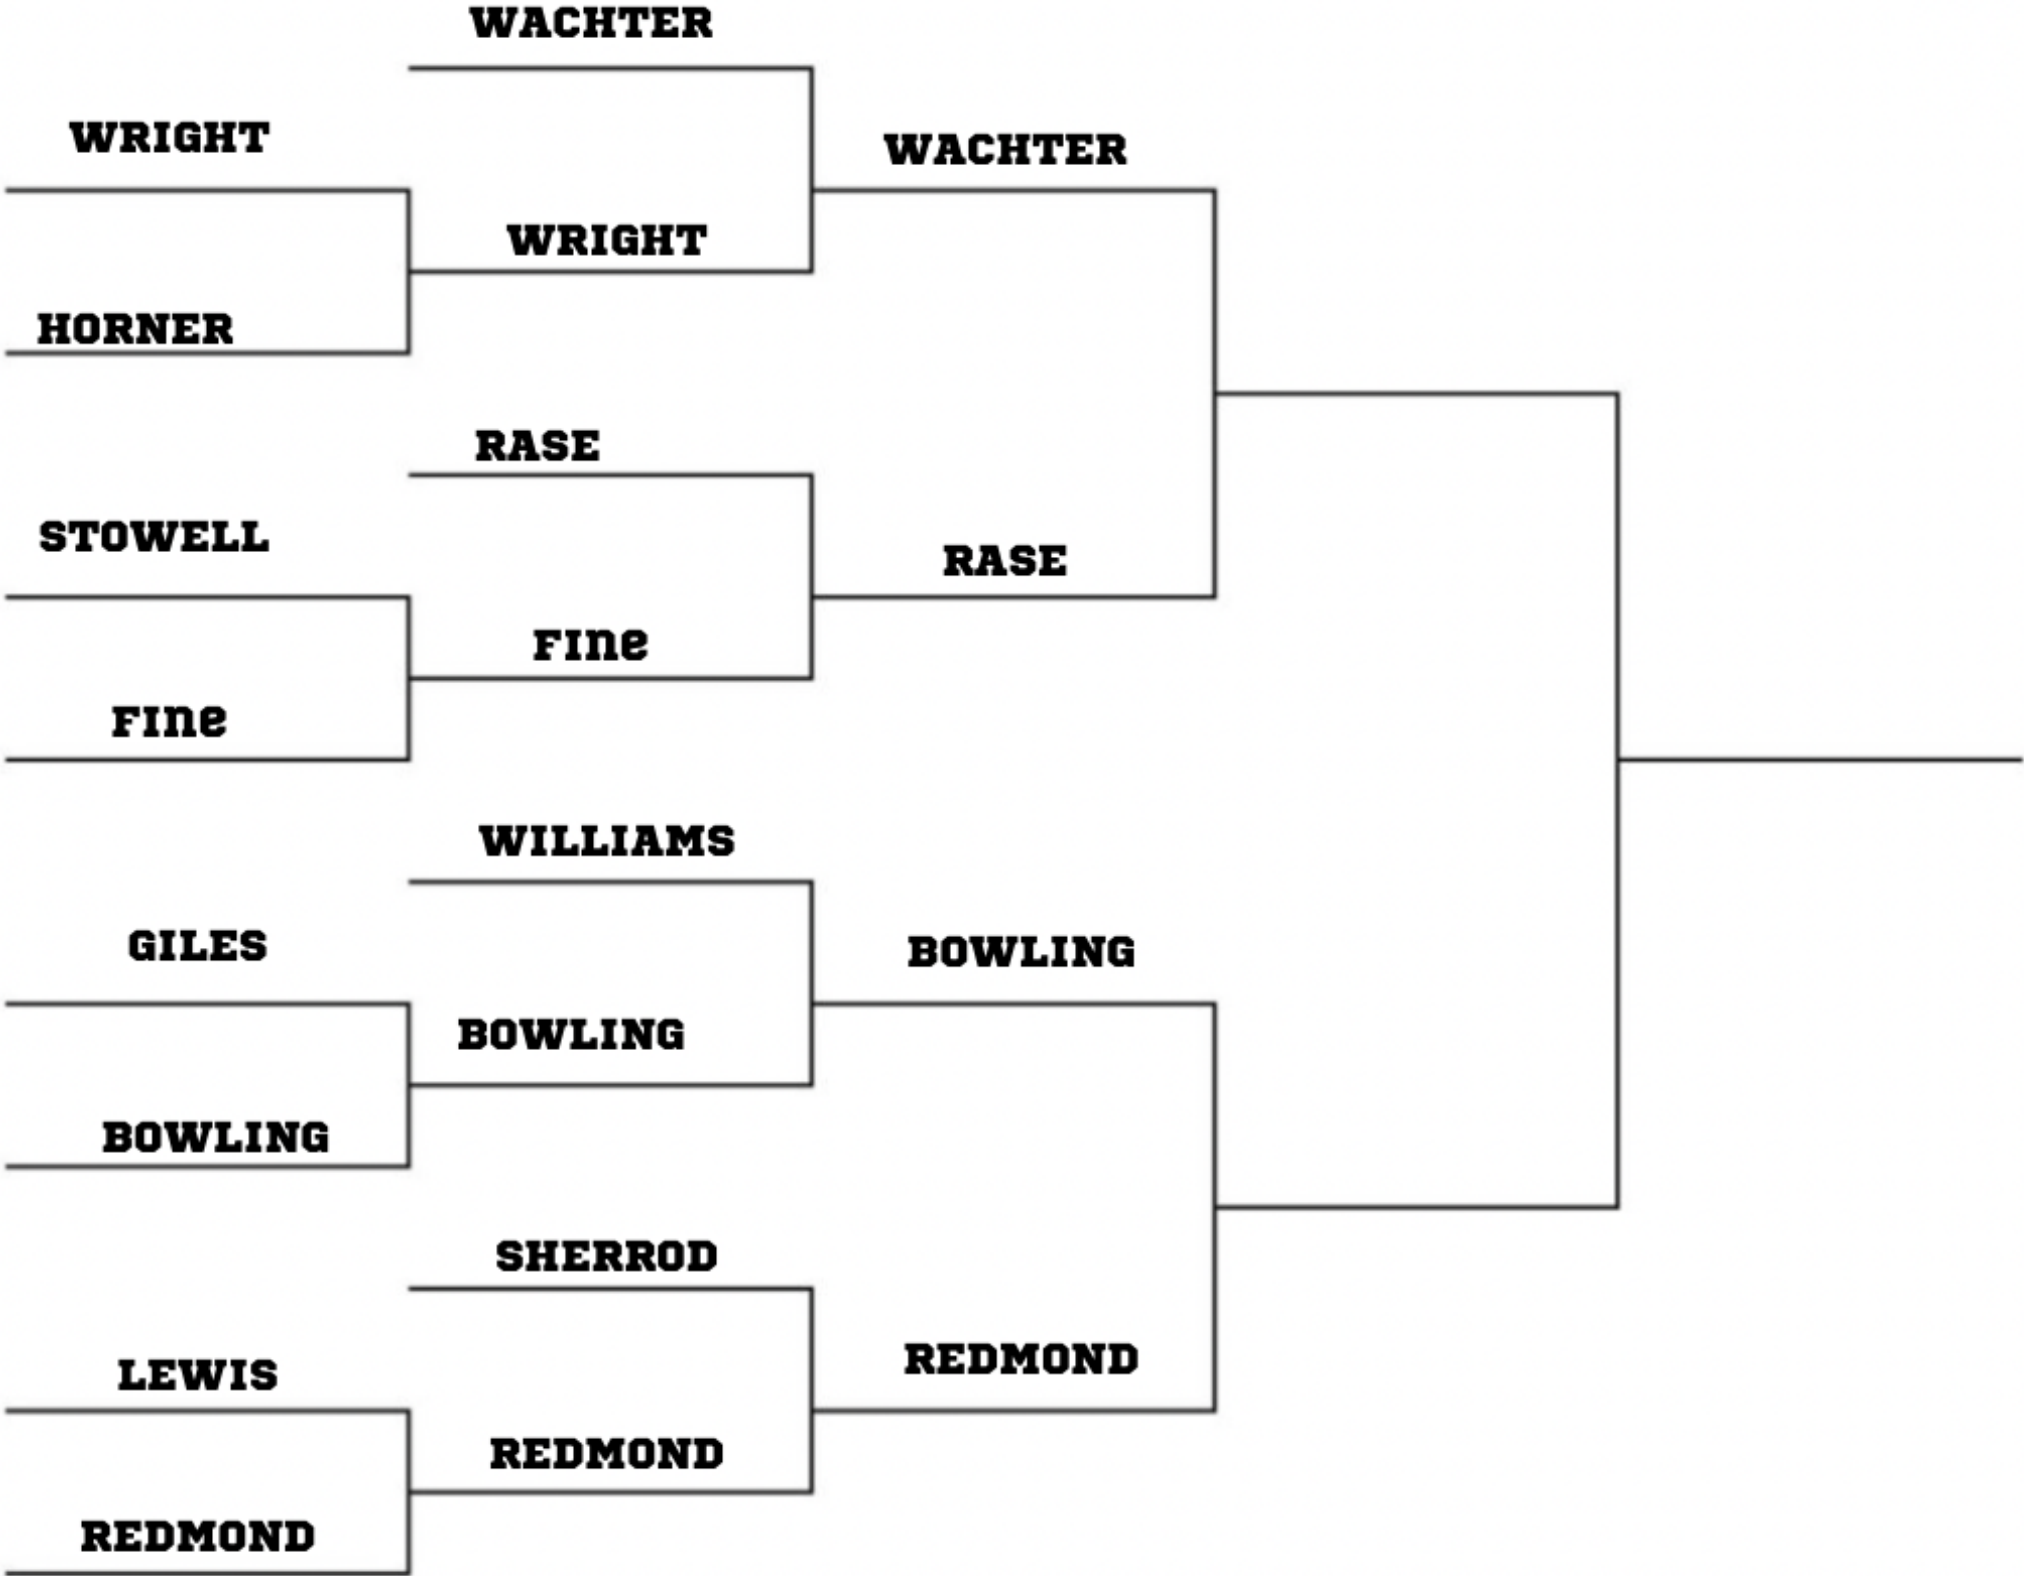 WACHTER
WRIGHT
WACHTER
WRIGHT
HORNER
RASE
STOWELL
RASE
Fine
Fine
WILLIAMS
GILES
BOWLING
BOWLING
BOWLING
SHERROD
LEWIS
REDMOND
REDMOND
REDMOND